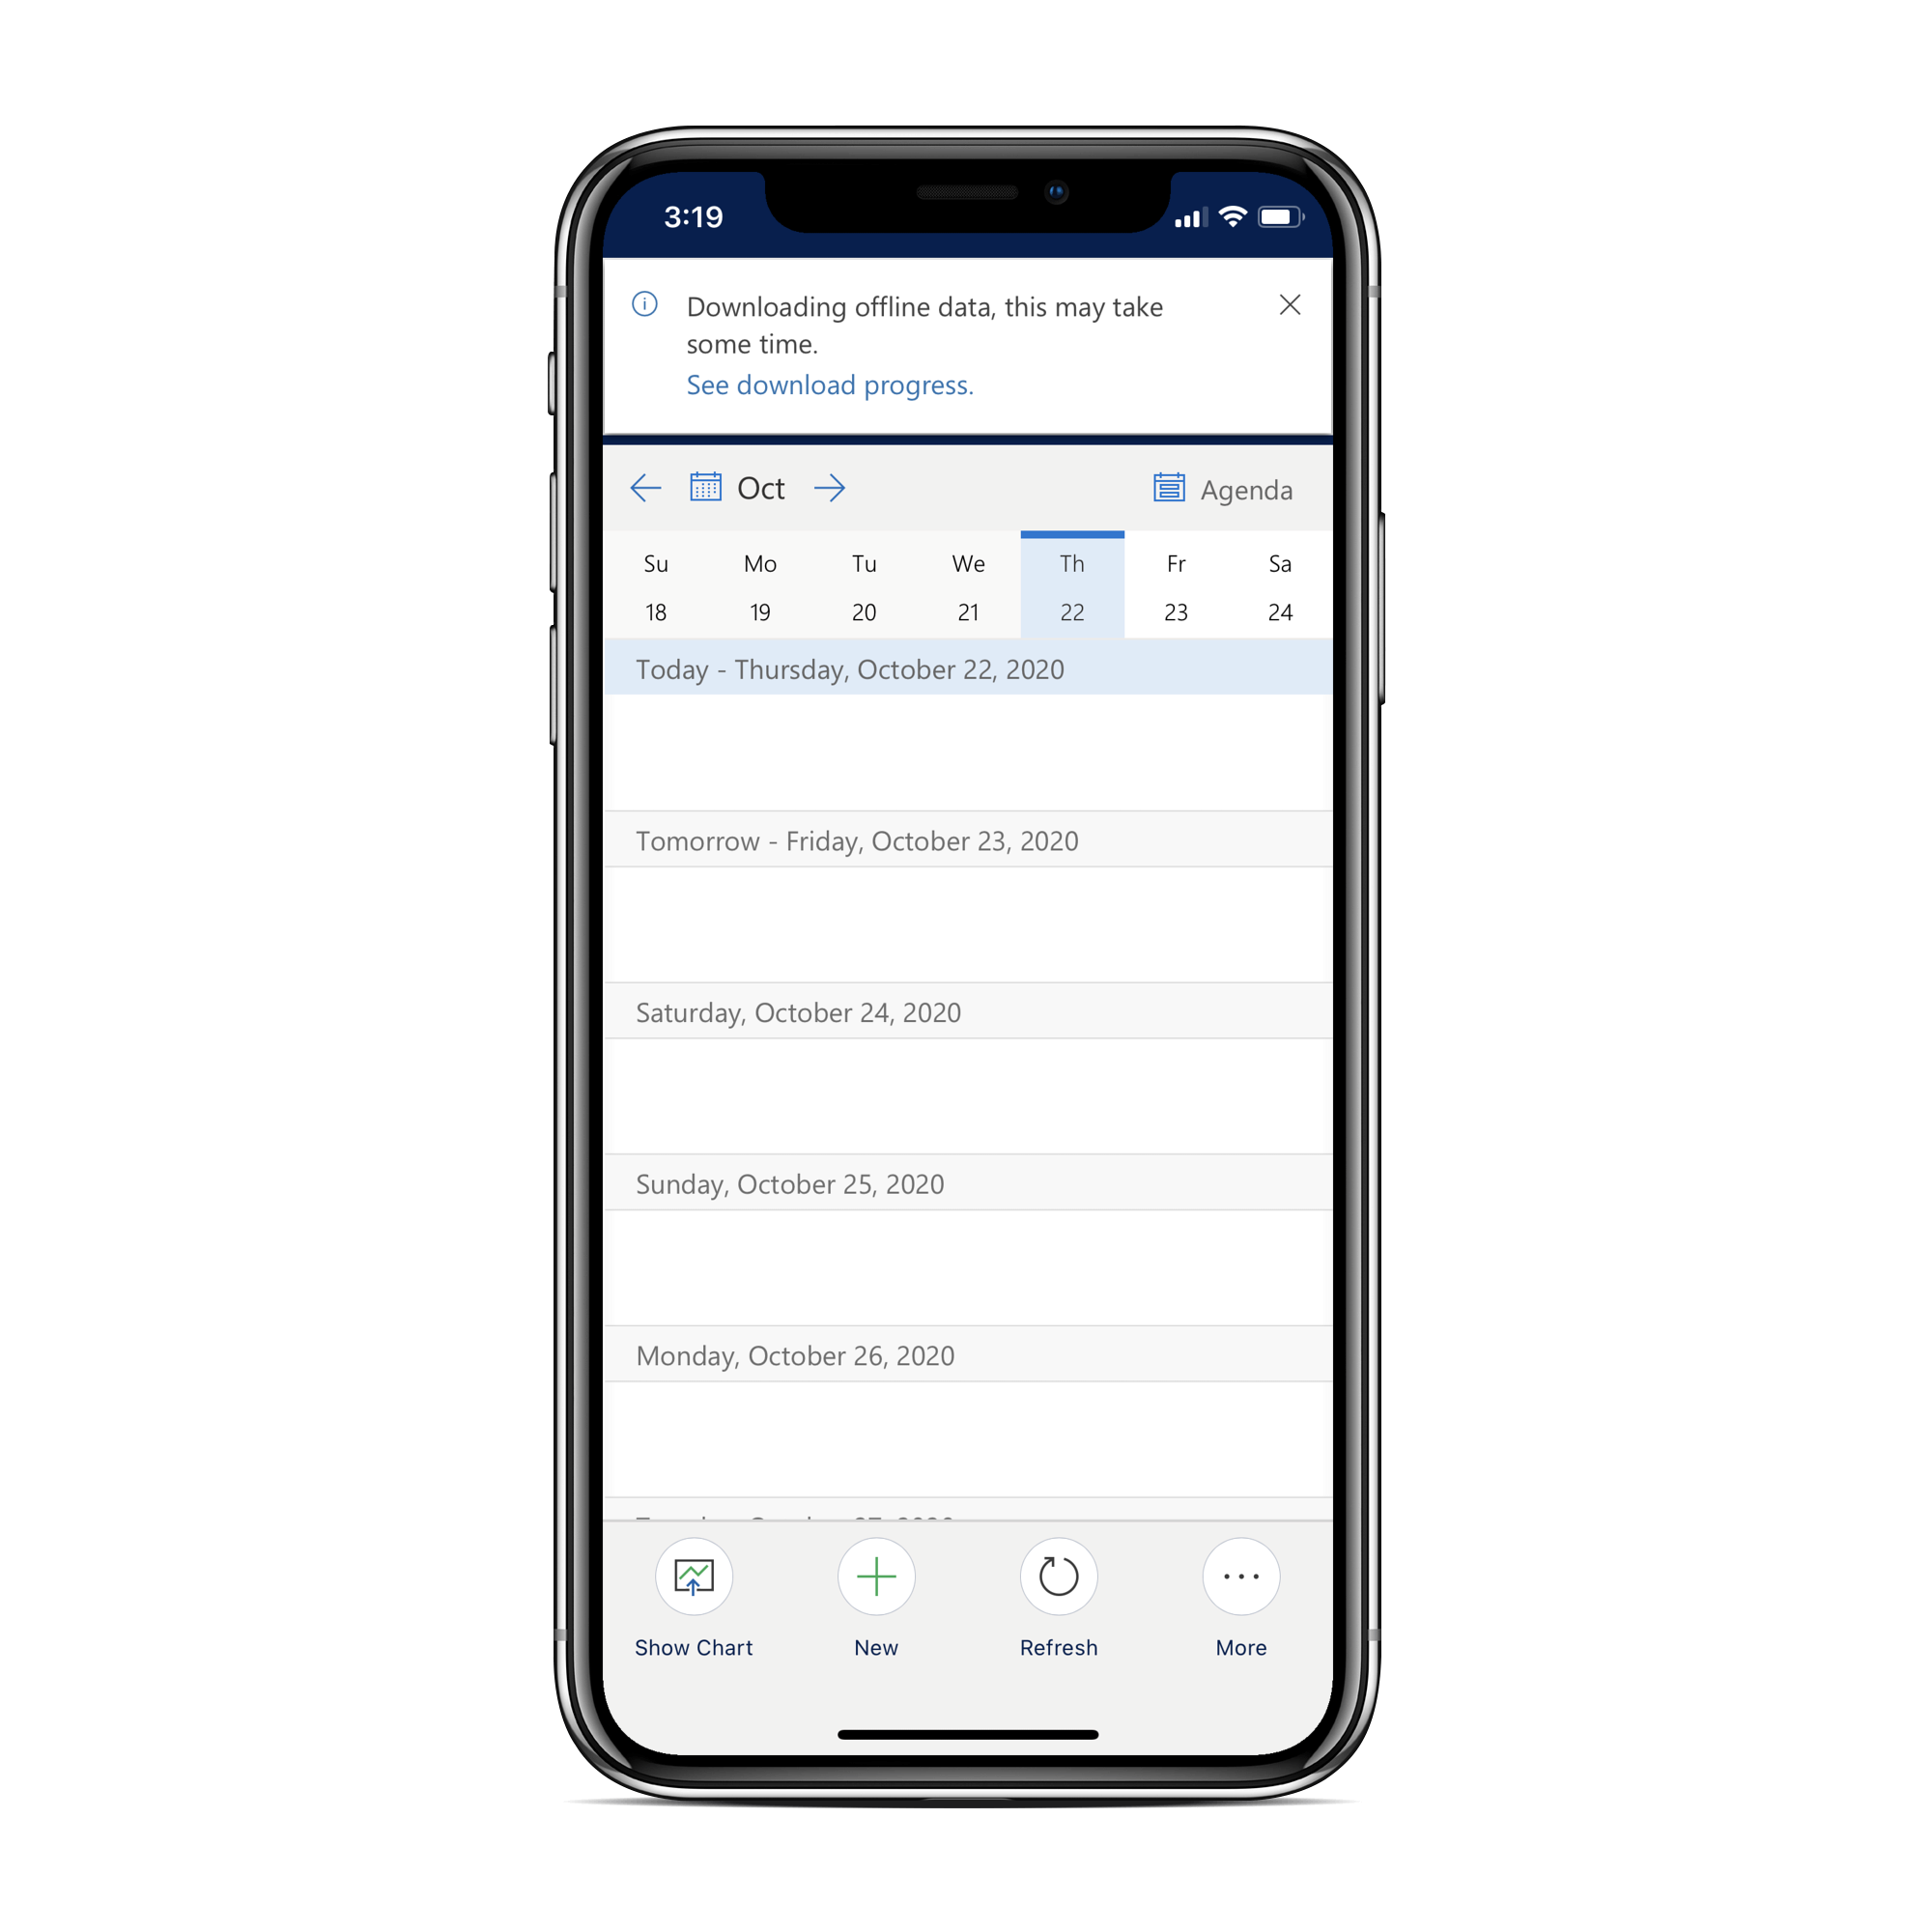 3:19
Downloading offline data, this may take
some time.
See download progress.
Oct
Agenda
Su Mo Tu We Th Fr Sa
18 19 20 21 22 23 24
Today - Thursday, October 22, 2020
Tomorrow - Friday, October 23, 2020
Saturday, October 24, 2020
Sunday, October 25, 2020
Monday, October 26, 2020
Show Chart New Refresh More